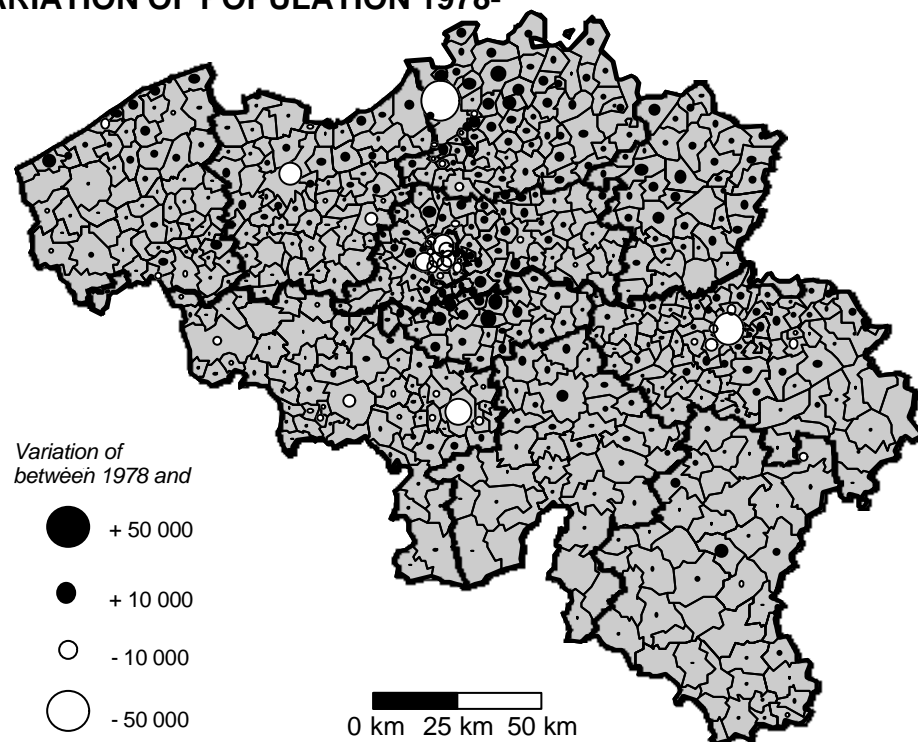 ARIATION OF POPULATION 1978-
Variation of
between 1978 and
+ 50 000
+ 10 000
- 10 000
- 50 000
0 km 25 km 50 km